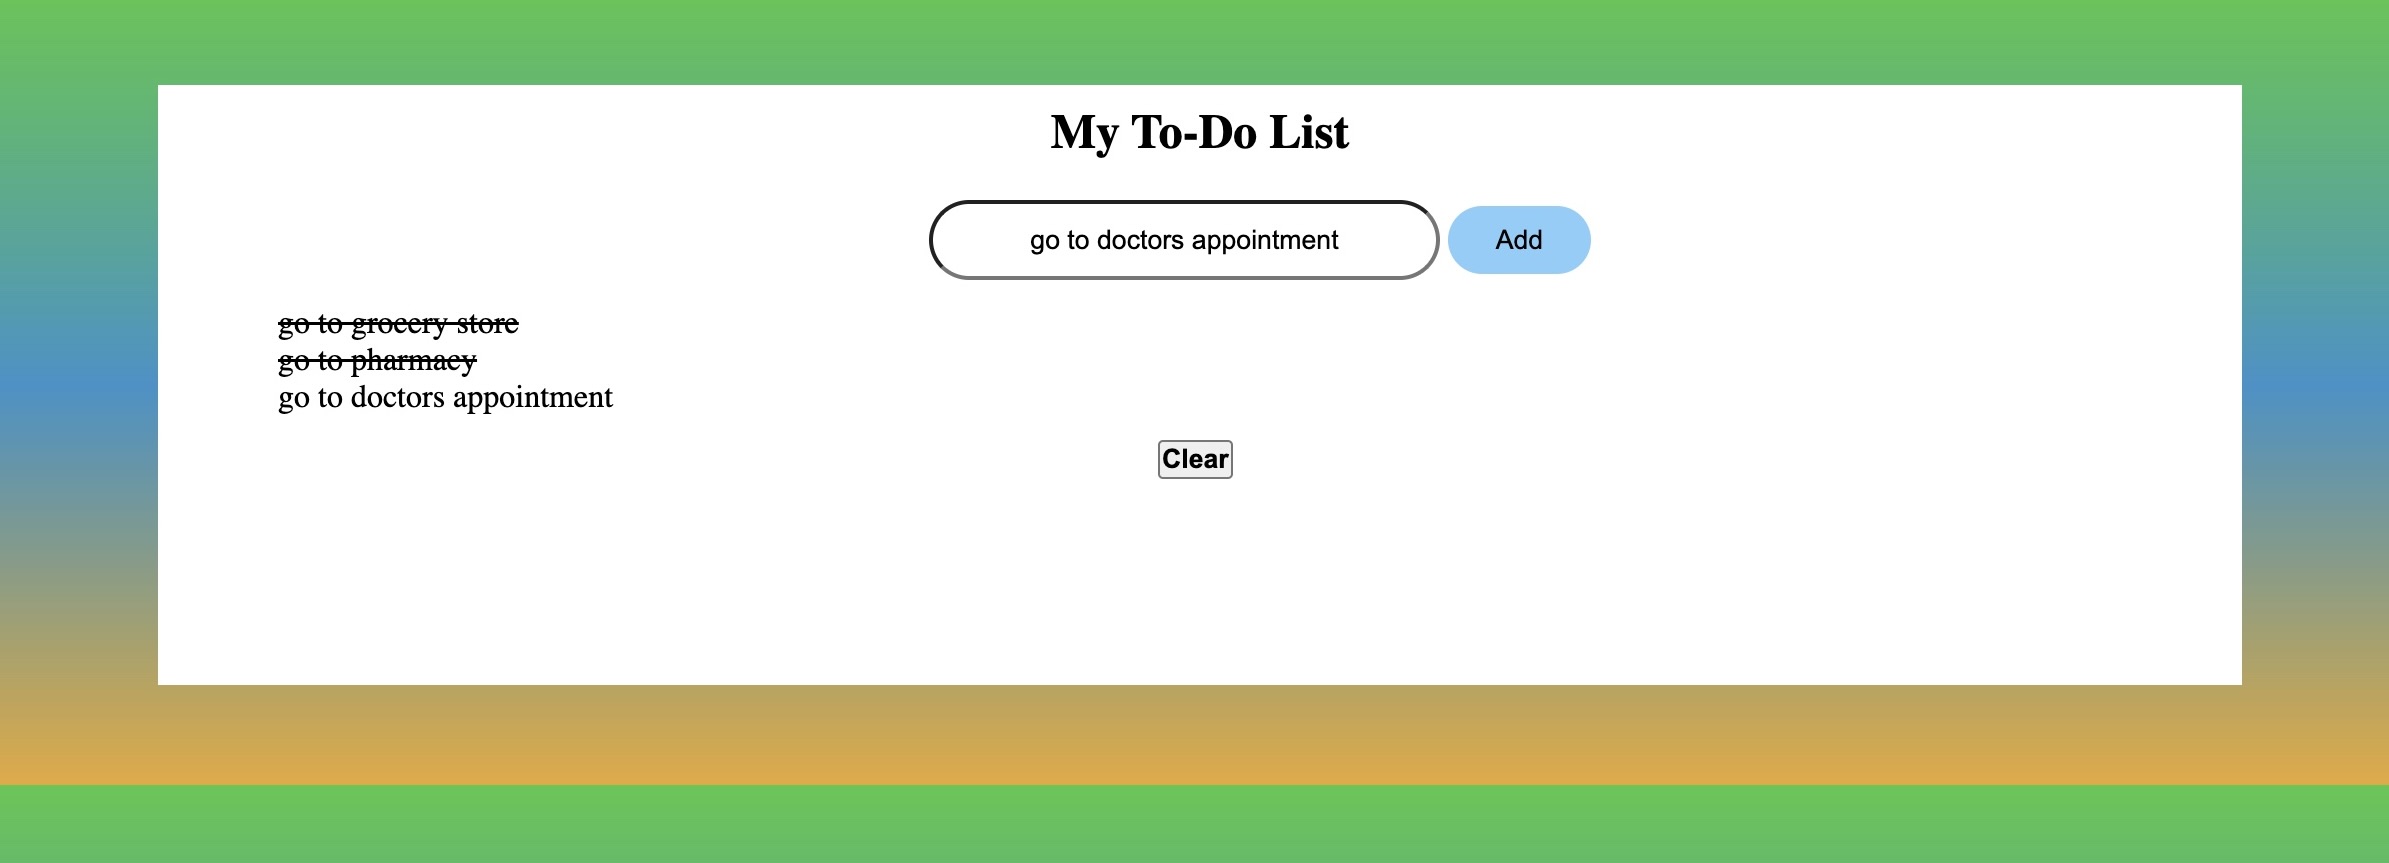 My To-Do List
go to doctors appointment Add
go to grocery store
go to pharmacy
go to doctors appointment
Clear